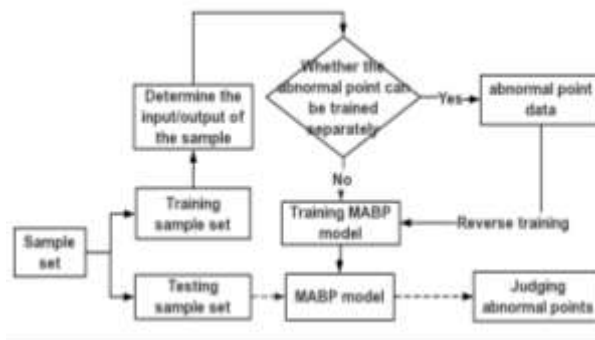 Whether the
abnormal point can
be trained
separately
Yes
abnormal point
data
Determine the
input/output of
the sample
No
Training
sample set
Training MABP
model
Reverse training
Sample
set
Testing
sample set
MABP model
Judging
abnormal points